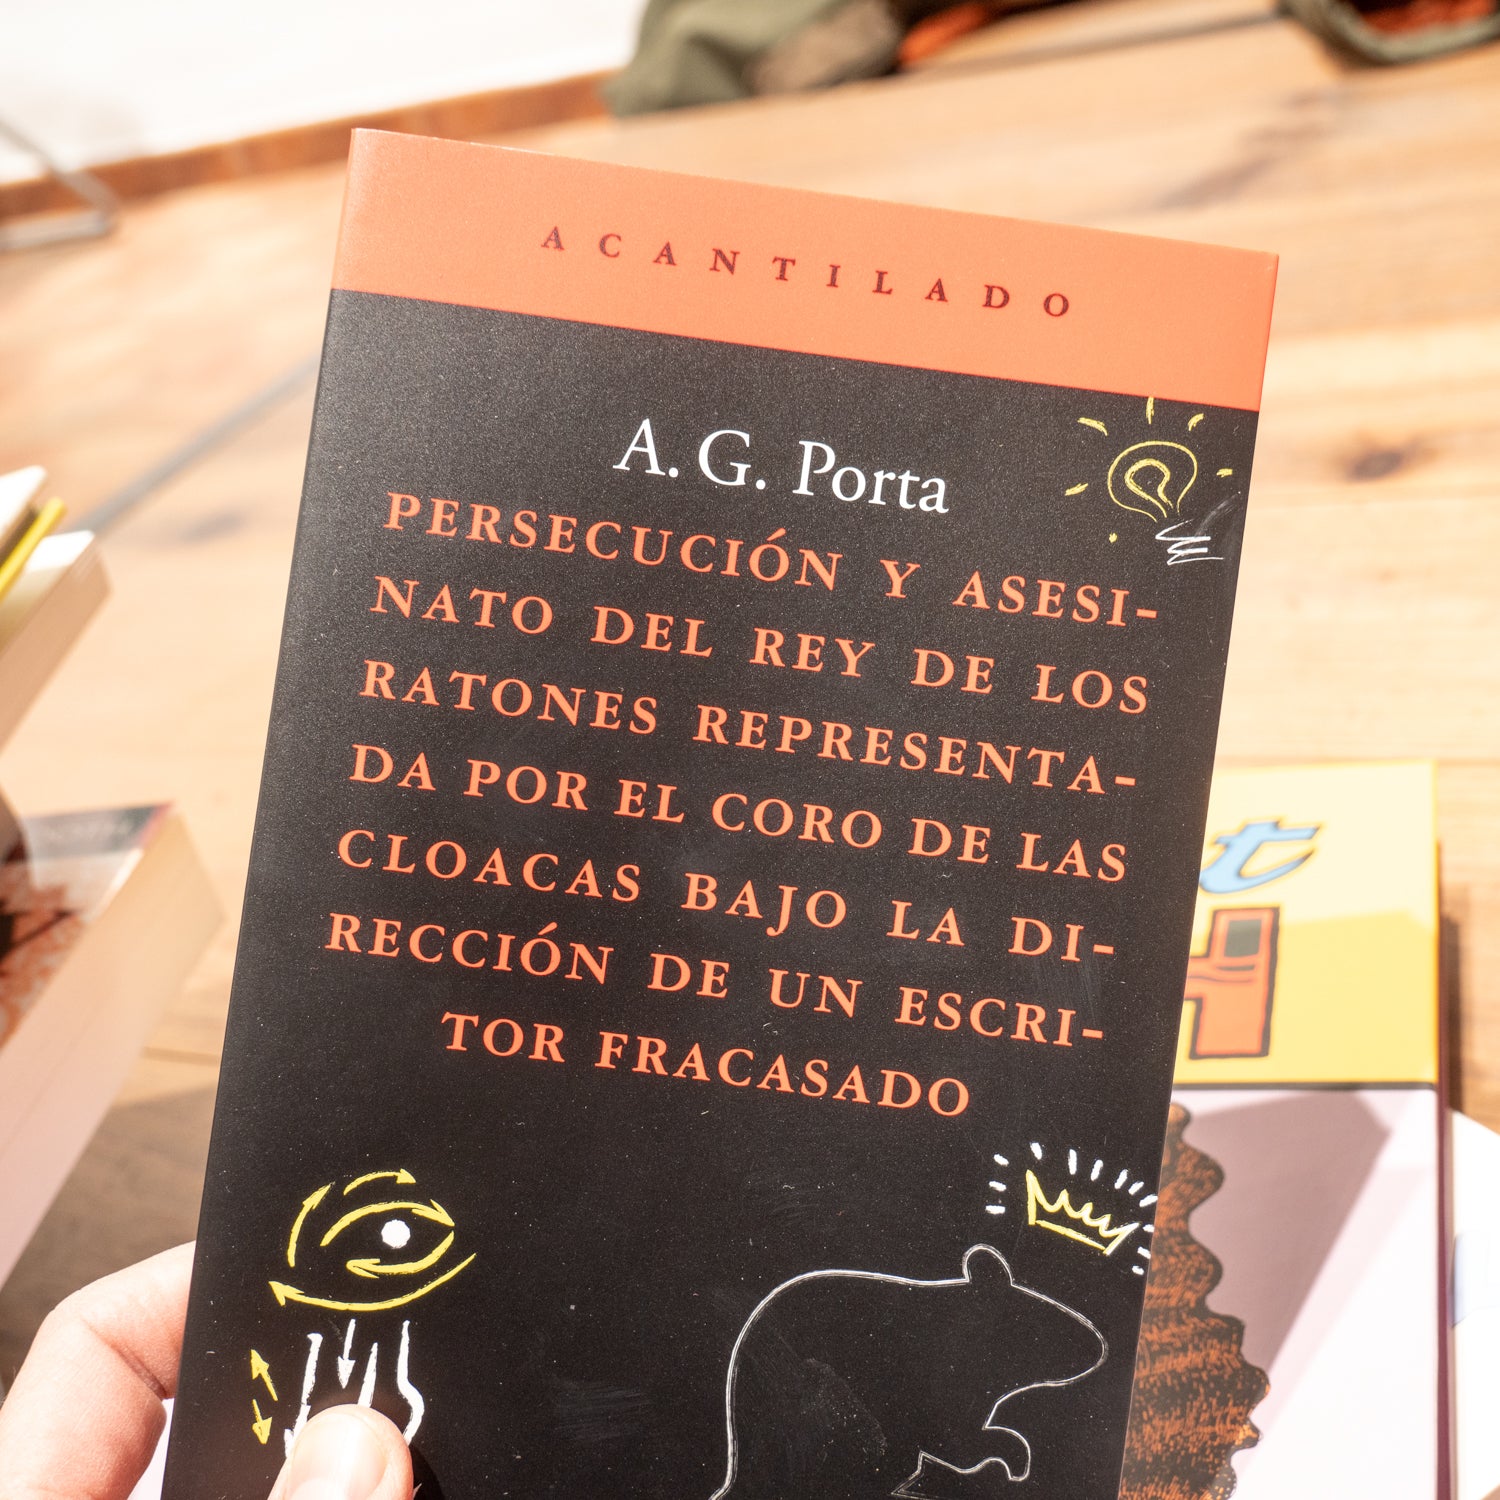 ACANTILADO
A. G. Porta
PERSECUCIÓN Y ASESI-
NATO DEL REY DE LOS
RATONES REPRESENTA-
DA POR EL CORO DE LAS
CLOACAS BAJO LA DI-
RECCIÓN DE UN ESCRI-
TOR FRACASADO